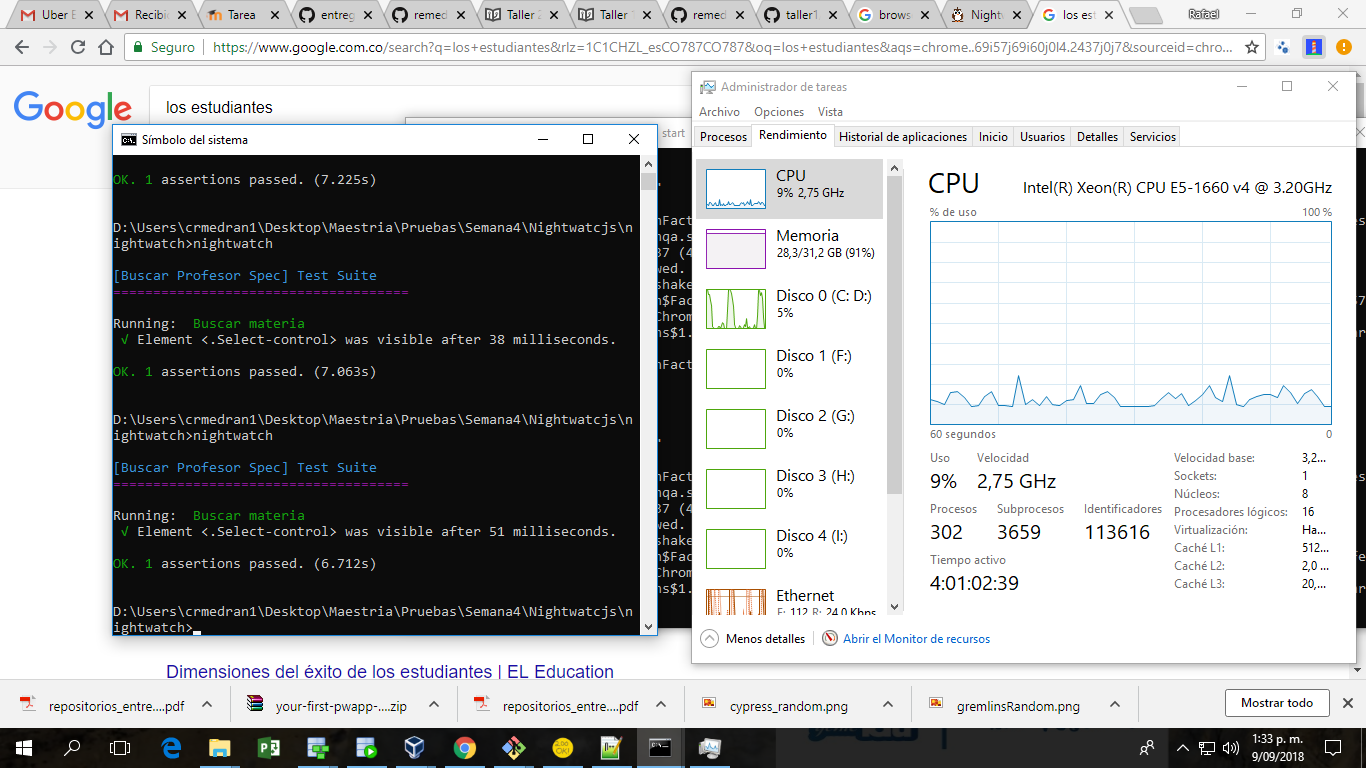 Uber E
Recibid
Tarea
entreg
remed
Taller 2
Taller 1
remed
taller1
brows
Night
los est
Rafael
Seguro
https://www.google.com.co/search?q=los+estudiantes&rlz=1C1CHZL_esCO787CO787&oq=los+estudiantes&aqs=chrome..69i57j69i60j0l4.2437j0j7&sourceid=chro...
Google
los estudiantes
start
Símbolo del sistema
OK. 1 assertions passed. (7.225s)
D:\Users\crmedran1\Desktop\Maestria\Pruebas\Semana4\Nightwatcjs\n
ightwatch>nightwatch
[Buscar Profesor Spec] Test Suite
=====================================
Running:  Buscar materia
√ Element <.Select-control> was visible after 38 milliseconds.
OK. 1 assertions passed. (7.063s)
D:\Users\crmedran1\Desktop\Maestria\Pruebas\Semana4\Nightwatcjs\n
ightwatch>nightwatch
[Buscar Profesor Spec] Test Suite
=====================================
Running:  Buscar materia
√ Element <.Select-control> was visible after 51 milliseconds.
OK. 1 assertions passed. (6.712s)
D:\Users\crmedran1\Desktop\Maestria\Pruebas\Semana4\Nightwatcjs\n
ightwatch>
Administrador de tareas
Archivo Opciones Vista
Procesos Rendimiento Historial de aplicaciones Inicio Usuarios Detalles Servicios
CPU
9% 2,75 GHz
Memoria
28,3/31,2 GB (91%)
Disco 0 (C: D:)
5%
Disco 1 (F:)
0%
Disco 2 (G:)
0%
Disco 3 (H:)
0%
Disco 4 (I:)
0%
Ethernet
E: 112 R: 24,0 Kbps
CPU
Intel(R) Xeon(R) CPU E5-1660 v4 @ 3.20GHz
% de uso
100 %
60 segundos
0
Uso
9%
Velocidad
2,75 GHz
Procesos
302
Subprocesos
3659
Identificadores
113616
Tiempo activo
4:01:02:39
Velocidad base: 3,2...
Sockets: 1
Núcleos: 8
Procesadores lógicos: 16
Virtualización: Ha...
Caché L1: 512...
Caché L2: 2,0 ...
Caché L3: 20,...
Menos detalles
Abrir el Monitor de recursos
Dimensiones del éxito de los estudiantes | EL Education
repositorios_entre....pdf
your-first-pwapp-....zip
repositorios_entre....pdf
cypress_random.png
gremlinsRandom.png
Mostrar todo
1:33 p. m.
9/09/2018